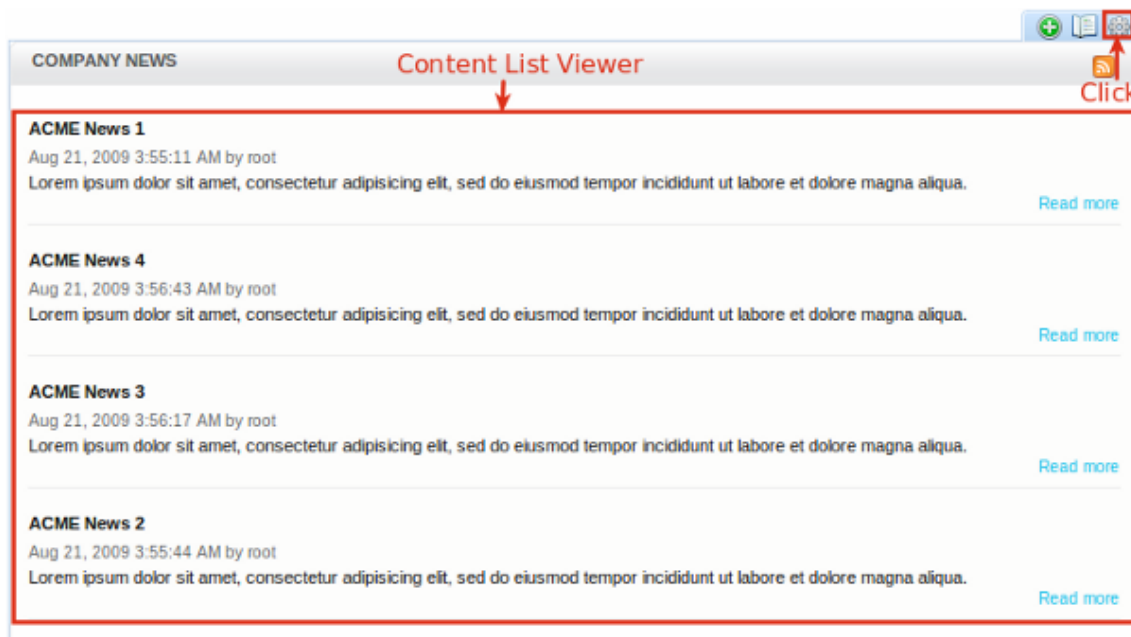 COMPANY NEWS
Content List Viewer
Click
ACME News 1
Aug 21, 2009 3:55:11 AM by root
Lorem ipsum dolor sit amet, consectetur adipisicing elit, sed do eiusmod tempor incididunt ut labore et dolore magna aliqua.
Read more
ACME News 4
Aug 21, 2009 3:56:43 AM by root
Lorem ipsum dolor sit amet, consectetur adipisicing elit, sed do eiusmod tempor incididunt ut labore et dolore magna aliqua.
Read more
ACME News 3
Aug 21, 2009 3:56:17 AM by root
Lorem ipsum dolor sit amet, consectetur adipisicing elit, sed do eiusmod tempor incididunt ut labore et dolore magna aliqua.
Read more
ACME News 2
Aug 21, 2009 3:55:44 AM by root
Lorem ipsum dolor sit amet, consectetur adipisicing elit, sed do eiusmod tempor incididunt ut labore et dolore magna aliqua.
Read more